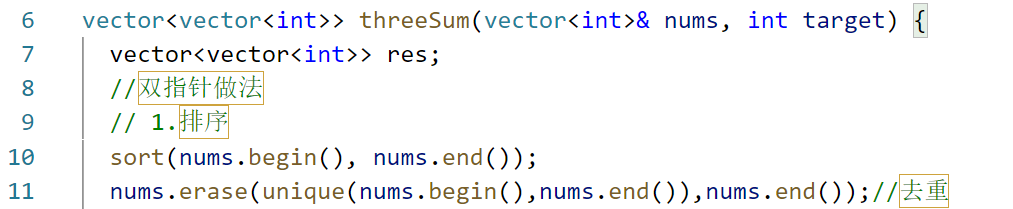 6 vector<vector<int>> threeSum(vector<int>& nums, int target) {
7 vector<vector<int>> res;
8 //双指针做法
9 // 1.排序
10 sort(nums.begin(), nums.end());
11 nums.erase(unique(nums.begin(),nums.end()),nums.end());//去重